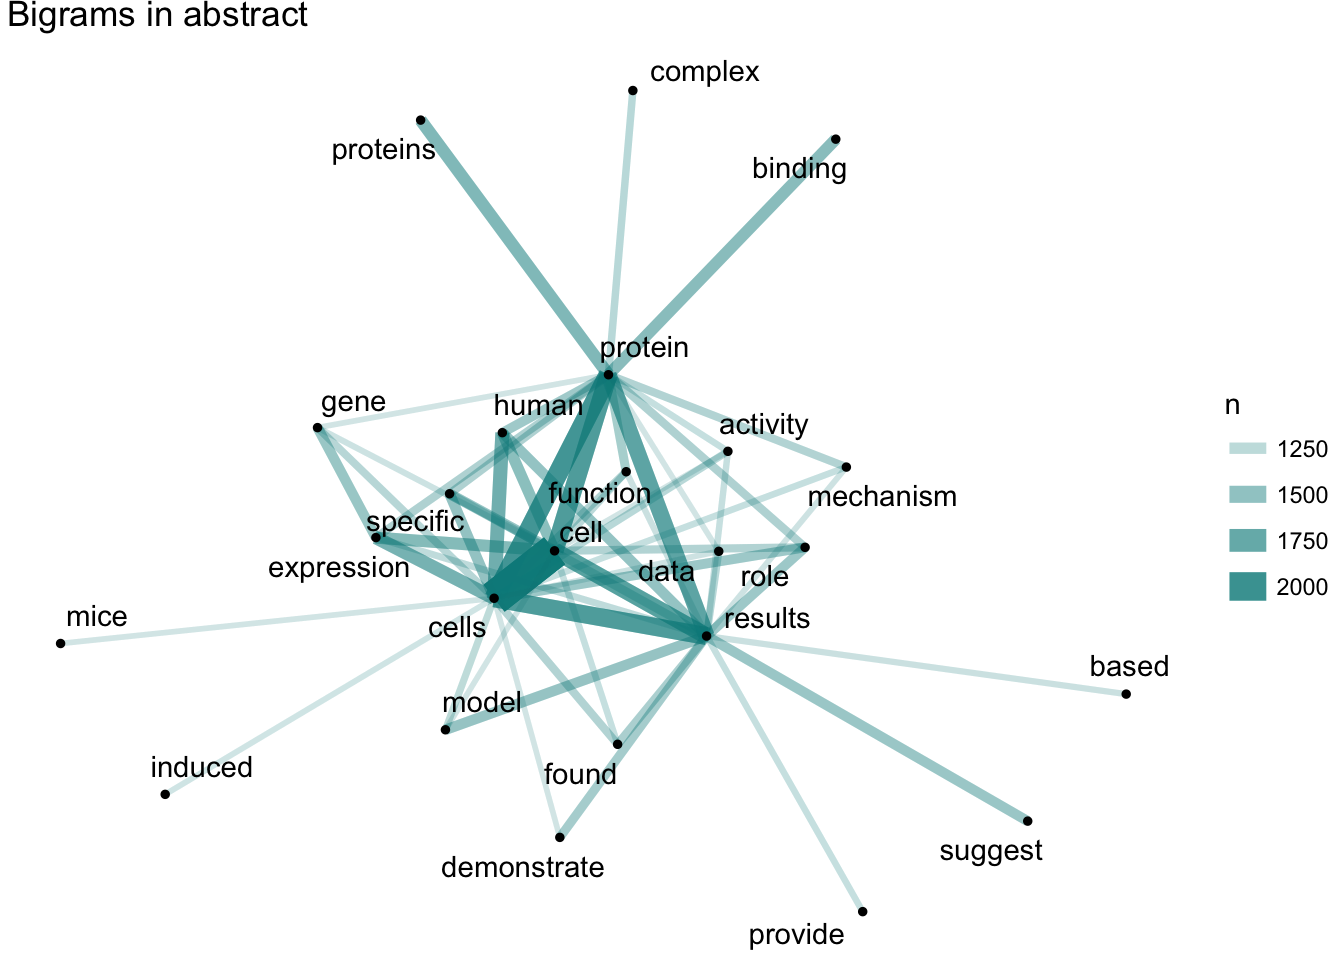 Bigrams in abstract
complex
proteins
binding
protein
gene
human
activity
n
1250
mechanism
function
1500
specific
cell
1750
expression
data
role
2000
mice
cells
results
based
model
induced
found
suggest
demonstrate
provide